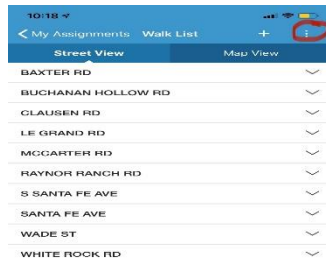 10:18
My Assignments Walk List +
Street View Map View
BAXTER RD
BUCHANAN HOLLOW RD
CLAUSEN RD
LE GRAND RD
MCCARTER RD
RAYNOR RANCH RD
S SANTA FE AVE
SANTA FE AVE
WADE ST
WHITE ROCK RD